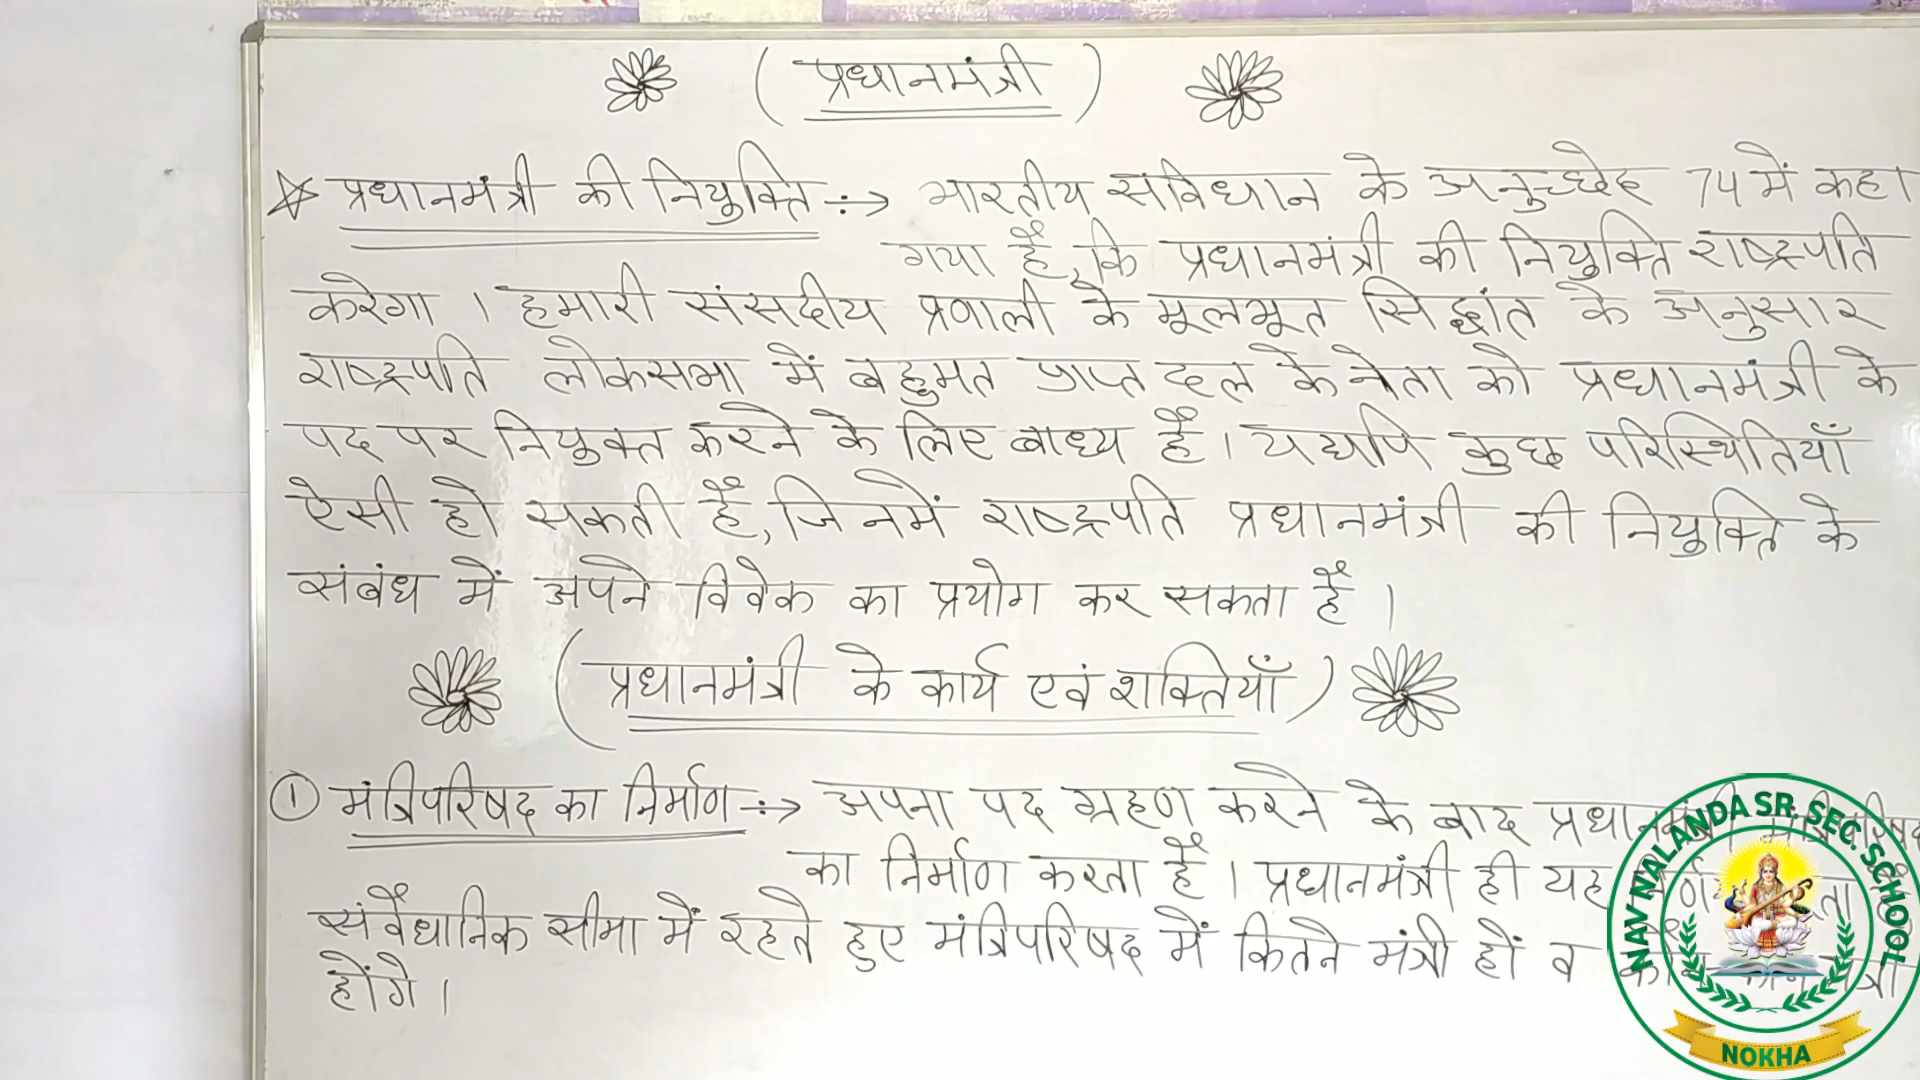 ( प्रधानमंत्री )
☆ प्रधानमंत्री की नियुक्ति ÷→ भारतीय संविधान के अनुच्छेद 74 में कहा
गया है, कि प्रधानमंत्री की नियुक्ति राष्ट्रपति
करेगा । हमारी संसदीय प्रणाली के मूलभूत सिद्धांत के अनुसार
राष्ट्रपति लोकसभा में बहुमत प्राप्त दल के नेता को प्रधानमंत्री के
पद पर नियुक्त करने के लिए बाध्य है । यद्यपि कुछ परिस्थितियाँ
ऐसी हो सकती है, जिनमें राष्ट्रपति प्रधानमंत्री की नियुक्ति के
संबंध में अपने विवेक का प्रयोग कर सकता है ।
( प्रधानमंत्री के कार्य एवं शक्तियाँ )
① मंत्रिपरिषद का निर्माण ÷→ अपना पद ग्रहण करने के बाद
का निर्माण करता है । प्रधानमंत्री ही यह
संवैधानिक सीमा में रहते हुए मंत्रिपरिषद में कितने मंत्री हों व
होंगे ।
NAV NALANDA SR. SEC. SCHOOL
NOKHA